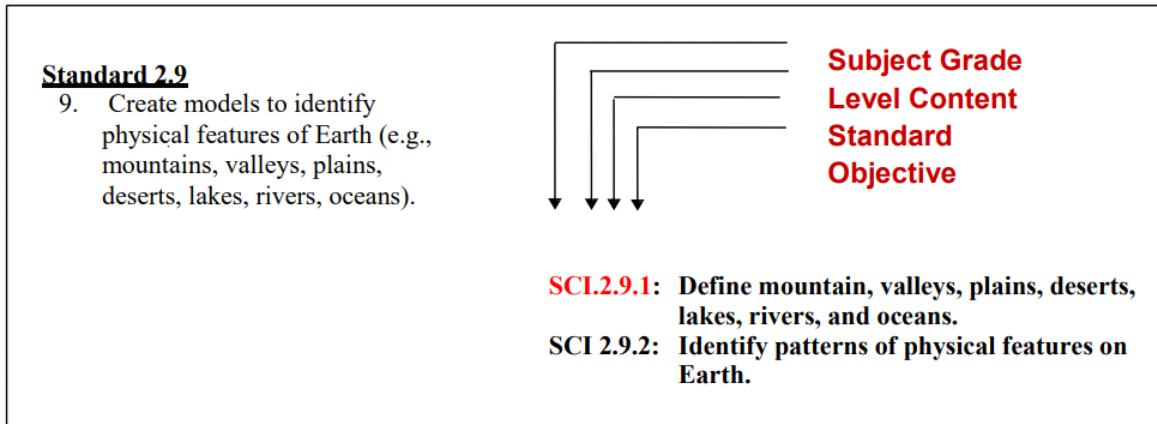 Standard 2.9
9. Create models to identify
physical features of Earth (e.g.,
mountains, valleys, plains,
deserts, lakes, rivers, oceans).
Subject Grade
Level Content
Standard
Objective
SCI.2.9.1: Define mountain, valleys, plains, deserts,
lakes, rivers, and oceans.
SCI 2.9.2: Identify patterns of physical features on
Earth.